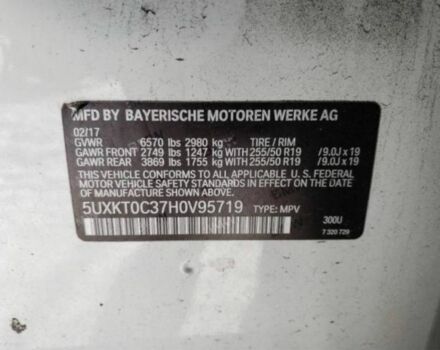 MFD BY BAYERISCHE MOTOREN WERKE AG
02/17
GVWR 6570 lbs 2980 kg TIRE / RIM
GAWR FRONT 2749 lbs 1247 kg WITH 255/50 R19 /9.0J x 19
GAWR REAR 3869 lbs 1755 kg WITH 255/50 R19 /9.0J x 19
THIS VEHICLE CONFORMS TO ALL APPLICABLE U. S. FEDERAL
MOTOR VEHICLE SAFETY STANDARDS IN EFFECT ON THE
DATE OF MANUFACTURE SHOWN ABOVE.
5UXKT0C37H0V95719 TYPE: MPV 300U
7 320 729